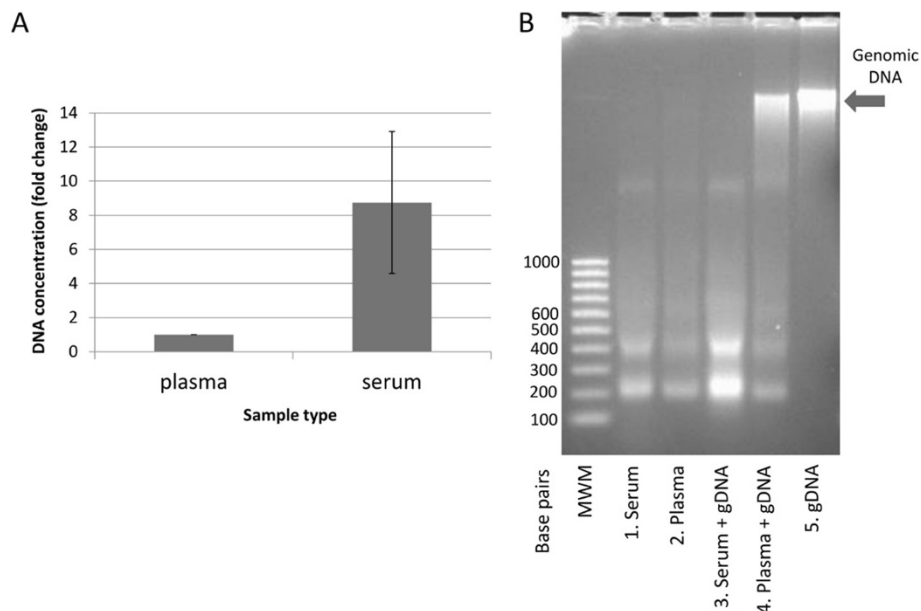 A
DNA concentration (fold change)
14
12
10
8
6
4
2
0
plasma
serum
Sample type
B
Genomic
DNA
1000
600
500
400
300
200
100
Base pairs
MWM
1. Serum
2. Plasma
3. Serum + gDNA
4. Plasma + gDNA
5. gDNA